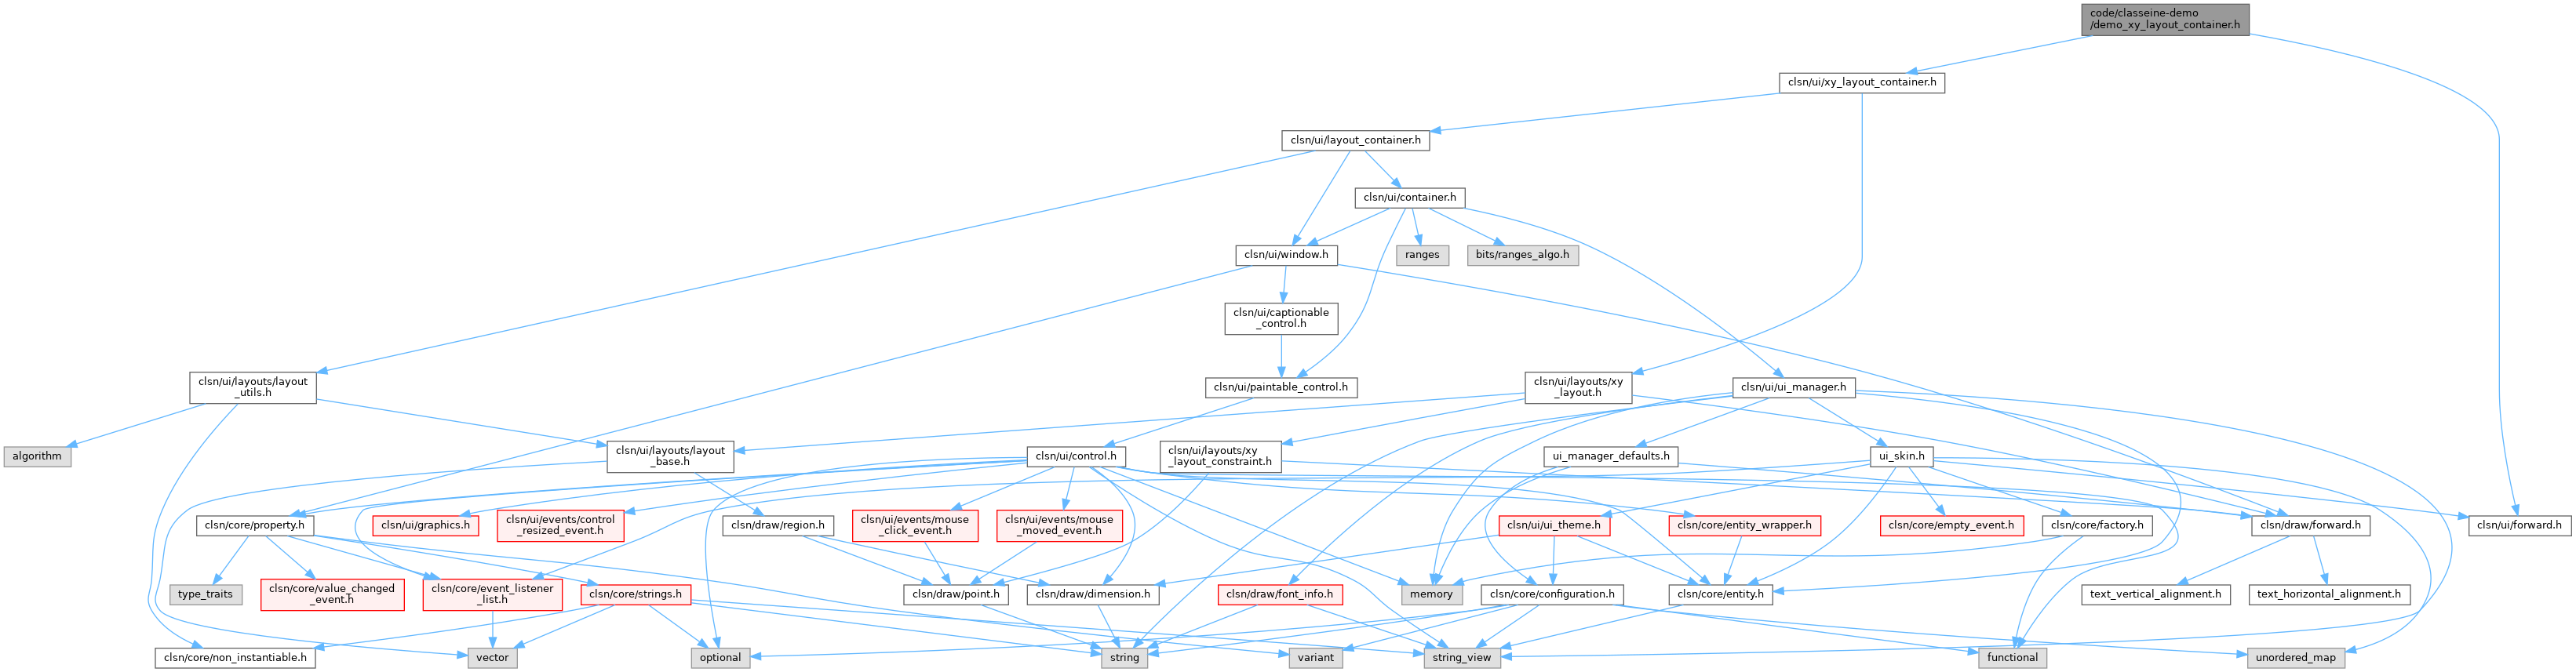 code/classeine-demo
/demo_xy_layout_container.h
clsn/ui/xy_layout_container.h
clsn/ui/layout_container.h
clsn/ui/container.h
clsn/ui/window.h
ranges
bits/ranges_algo.h
clsn/ui/captionable
_control.h
clsn/ui/layouts/layout
_utils.h
clsn/ui/paintable_control.h
clsn/ui/layouts/xy
_layout.h
clsn/ui/ui_manager.h
algorithm
clsn/ui/layouts/layout
_base.h
clsn/ui/control.h
clsn/ui/layouts/xy
_layout_constraint.h
ui_manager_defaults.h
ui_skin.h
clsn/core/property.h
clsn/ui/graphics.h
clsn/ui/events/control
_resized_event.h
clsn/draw/region.h
clsn/ui/events/mouse
_click_event.h
clsn/ui/events/mouse
_moved_event.h
clsn/ui/ui_theme.h
clsn/core/entity_wrapper.h
clsn/core/empty_event.h
clsn/core/factory.h
clsn/draw/forward.h
clsn/ui/forward.h
type_traits
clsn/core/value_changed
_event.h
clsn/core/event_listener
_list.h
clsn/core/strings.h
clsn/draw/point.h
clsn/draw/dimension.h
clsn/draw/font_info.h
memory
clsn/core/configuration.h
clsn/core/entity.h
text_vertical_alignment.h
text_horizontal_alignment.h
clsn/core/non_instantiable.h
vector
optional
string
variant
string_view
functional
unordered_map